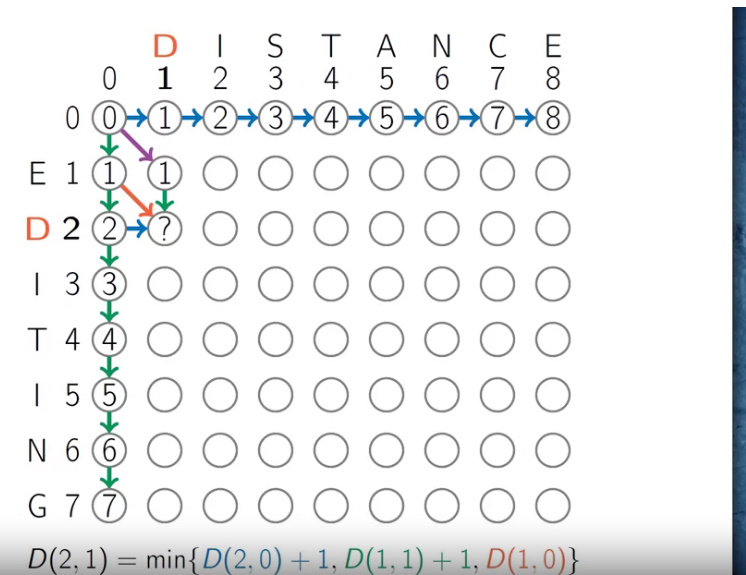 D I S T A N C E
0 1 2 3 4 5 6 7 8
0 0 1 2 3 4 5 6 7 8
E 1 1 1
D 2 2 ?
I 3 3
T 4 4
I 5 5
N 6 6
G 7 7
D(2, 1) = min{D(2, 0) + 1, D(1, 1) + 1, D(1, 0)}